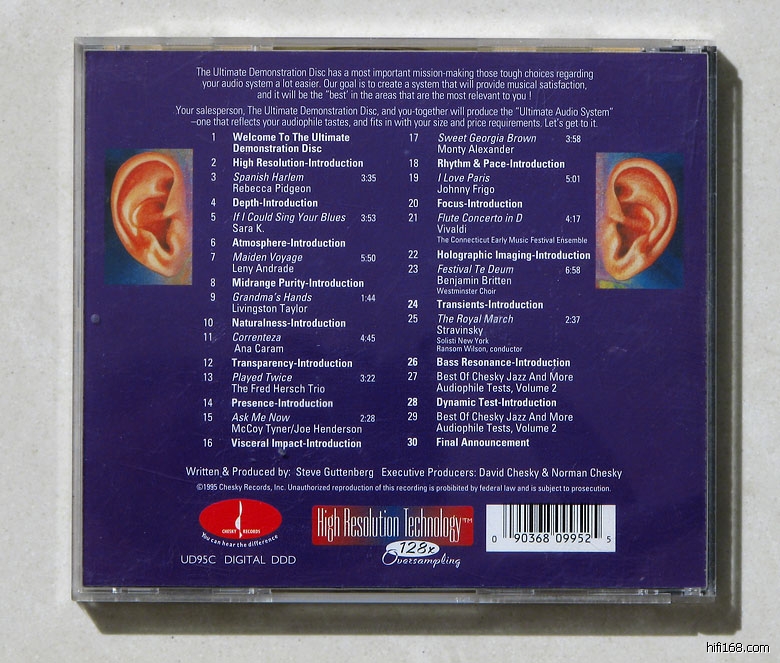 The Ultimate Demonstration Disc has a most important mission-making those tough choices regarding
your audio system a lot easier. Our goal is to create a system that will provide musical satisfaction,
and it will be the "best' in the areas that are the most relevant to you !
Your salesperson, The Ultimate Demonstration Disc, and you-together will produce the "Ultimate Audio System"
–one that reflects your audiophile tastes, and fits in with your size and price requirements. Let's get to it.
1 Welcome To The Ultimate
Demonstration Disc
2 High Resolution-Introduction
3 Spanish Harlem 3:35
Rebecca Pidgeon
4 Depth-Introduction
5 If I Could Sing Your Blues 3:53
Sara K.
6 Atmosphere-Introduction
7 Maiden Voyage 5:50
Leny Andrade
8 Midrange Purity-Introduction
9 Grandma's Hands 1:44
Livingston Taylor
10 Naturalness-Introduction
11 Correnteza 4:45
Ana Caram
12 Transparency-Introduction
13 Played Twice 3:22
The Fred Hersch Trio
14 Presence-Introduction
15 Ask Me Now 2:28
McCoy Tyner/Joe Henderson
16 Visceral Impact-Introduction
17 Sweet Georgia Brown 3:58
Monty Alexander
18 Rhythm & Pace-Introduction
19 I Love Paris 5:01
Johnny Frigo
20 Focus-Introduction
21 Flute Concerto in D 4:17
Vivaldi
The Connecticut Early Music Festival Ensemble
22 Holographic Imaging-Introduction
23 Festival Te Deum 6:58
Benjamin Britten
Westminster Choir
24 Transients-Introduction
25 The Royal March 2:37
Stravinsky
Solisti New York
Ransom Wilson, conductor
26 Bass Resonance-Introduction
27 Best Of Chesky Jazz And More
Audiophile Tests, Volume 2
28 Dynamic Test-Introduction
29 Best Of Chesky Jazz And More
Audiophile Tests, Volume 2
30 Final Announcement
Written & Produced by: Steve Guttenberg Executive Producers: David Chesky & Norman Chesky
©1995 Chesky Records, Inc. Unauthorized reproduction of this recording is prohibited by federal law and is subject to prosecution.
CHESKY RECORDS
You can hear the difference
UD95C DIGITAL DDD
High Resolution Technology™
128x
Oversampling
0 90368 09952 5
hifi168.com